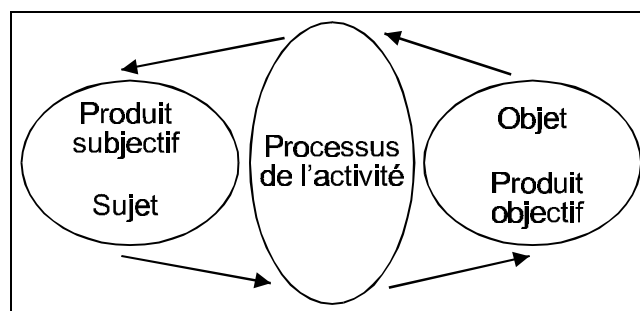 Produit
subjectif
Sujet
Processus
de l'activité
Objet
Produit
objectif